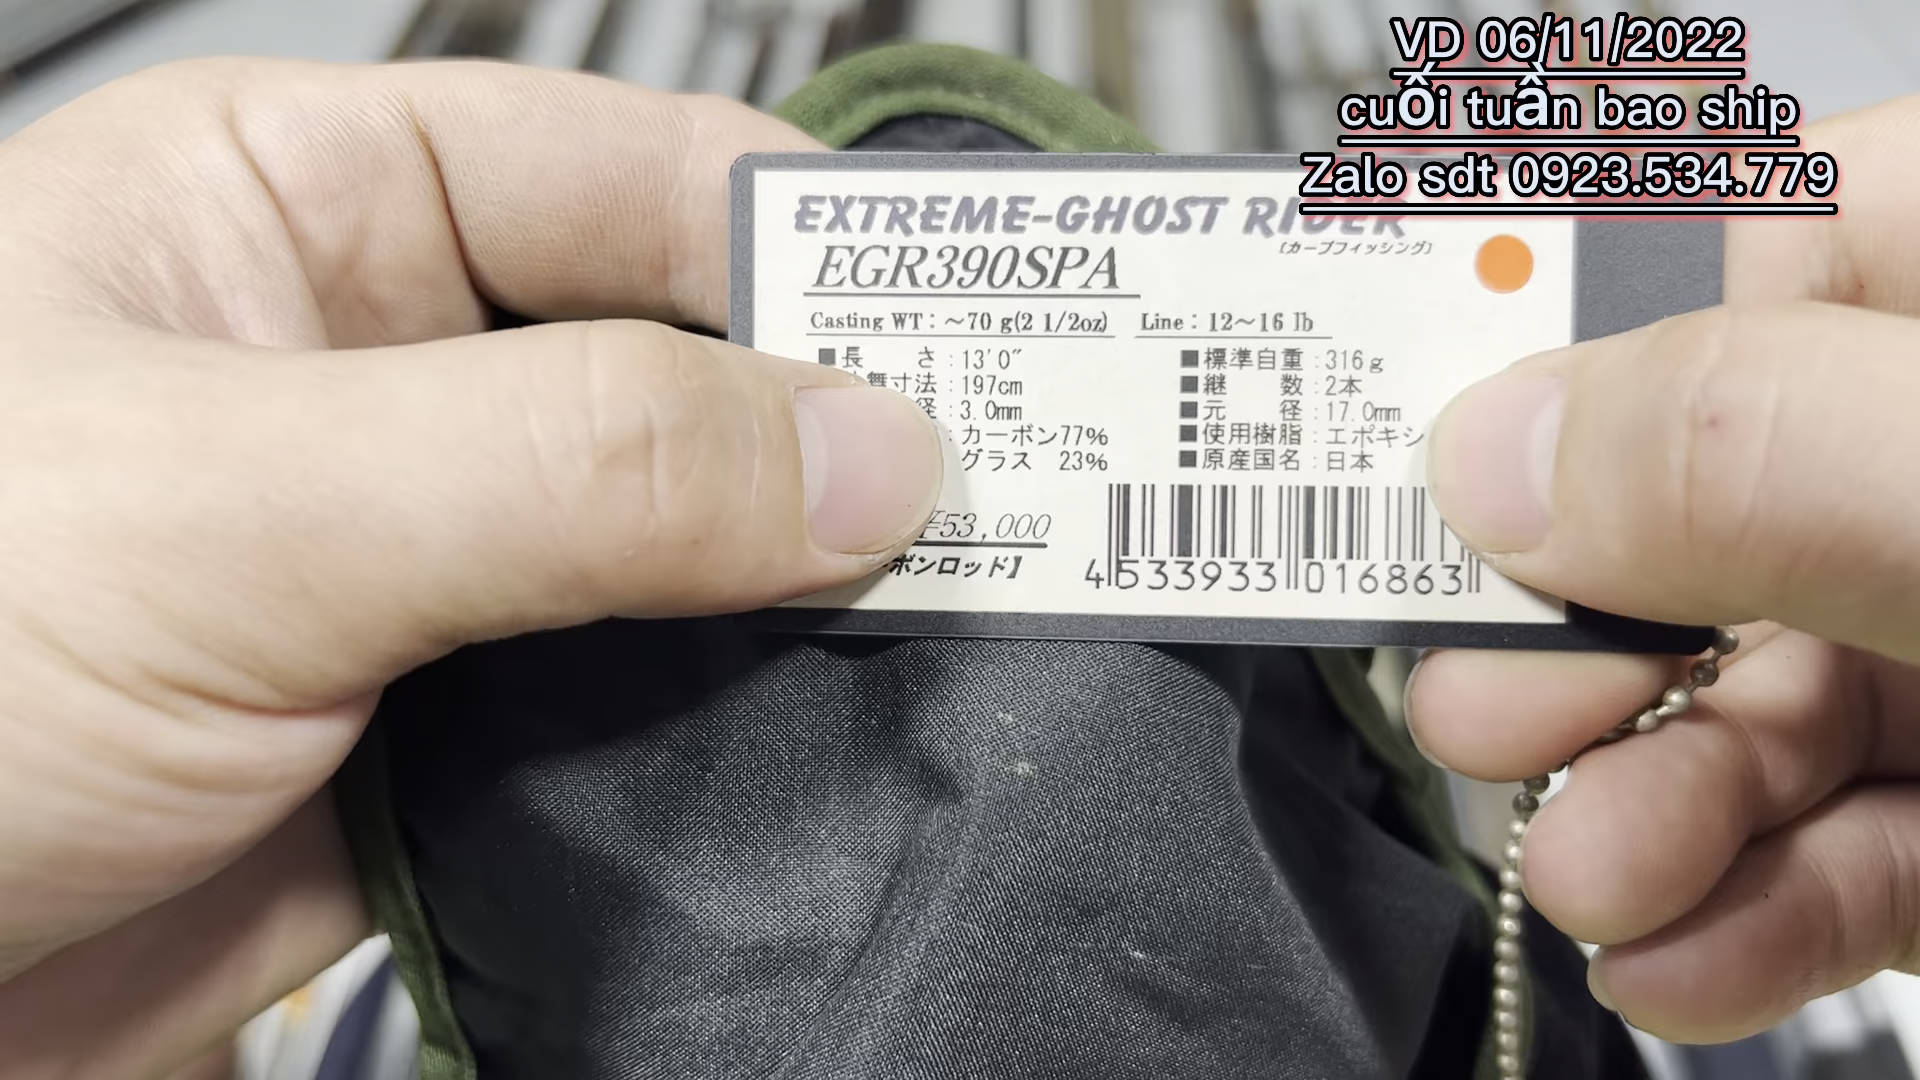 VD 06/11/2022
cuối tuần bao ship
Zalo sdt 0923.534.779
EXTREME-GHOST RIDER
(カープフィッシング)
EGR390SPA
Casting WT: ~70 g(2 1/2oz) Line: 12~16 lb
■長 さ:13'0" ■標準自重:316g
舞寸法:197cm ■継 数:2本
径:3.0mm ■元 径:17.0mm
:カーボン77% ■使用樹脂:エポキシ
グラス 23% ■原産国名:日本
¥53,000
ボンロッド】
4 533933 016863